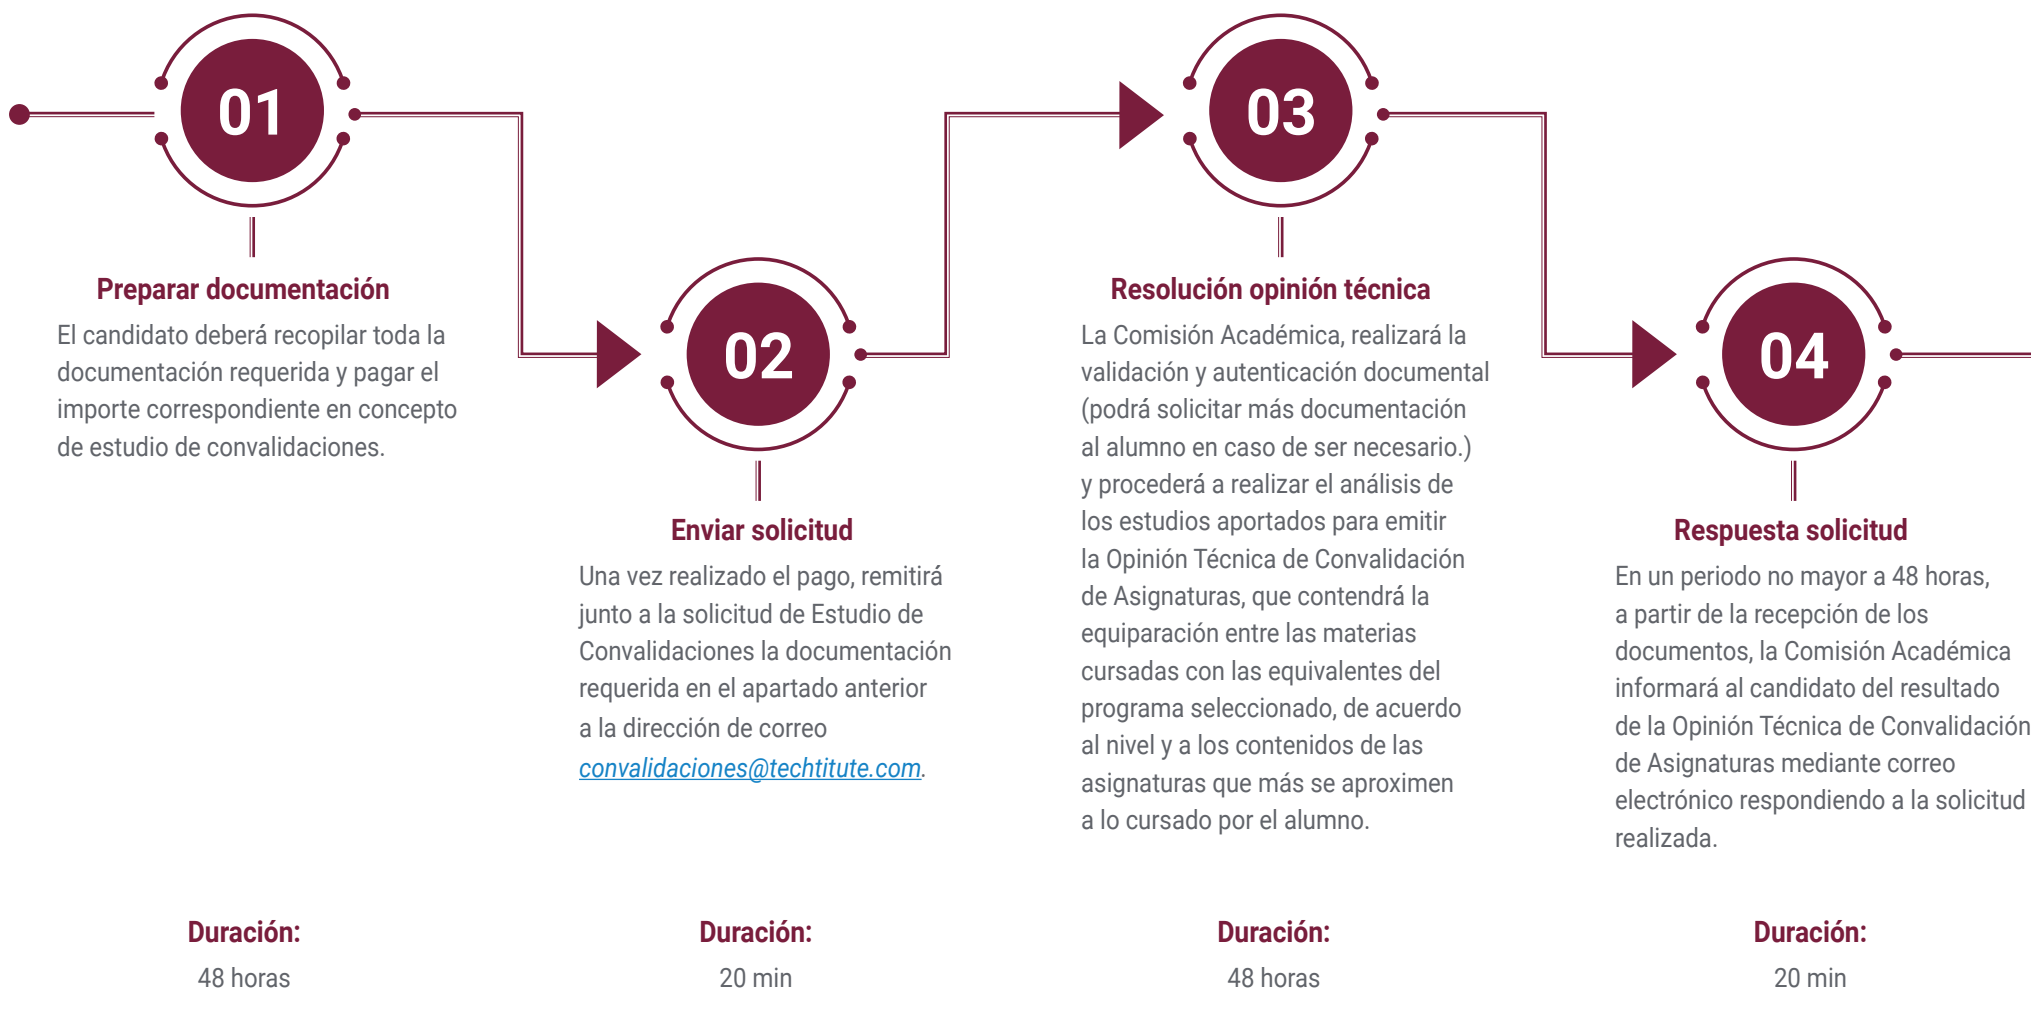 01
Preparar documentación
El candidato deberá recopilar toda la
documentación requerida y pagar el
importe correspondiente en concepto
de estudio de convalidaciones.
Duración:
48 horas
02
Enviar solicitud
Una vez realizado el pago, remitirá
junto a la solicitud de Estudio de
Convalidaciones la documentación
requerida en el apartado anterior
a la dirección de correo
convalidaciones@techtitute.com.
Duración:
20 min
03
Resolución opinión técnica
La Comisión Académica, realizará la
validación y autenticación documental
(podrá solicitar más documentación
al alumno en caso de ser necesario.)
y procederá a realizar el análisis de
los estudios aportados para emitir
la Opinión Técnica de Convalidación
de Asignaturas, que contendrá la
equiparación entre las materias
cursadas con las equivalentes del
programa seleccionado, de acuerdo
al nivel y a los contenidos de las
asignaturas que más se aproximen
a lo cursado por el alumno.
Duración:
48 horas
04
Respuesta solicitud
En un periodo no mayor a 48 horas,
a partir de la recepción de los
documentos, la Comisión Académica
informará al candidato del resultado
de la Opinión Técnica de Convalidación
de Asignaturas mediante correo
electrónico respondiendo a la solicitud
realizada.
Duración:
20 min